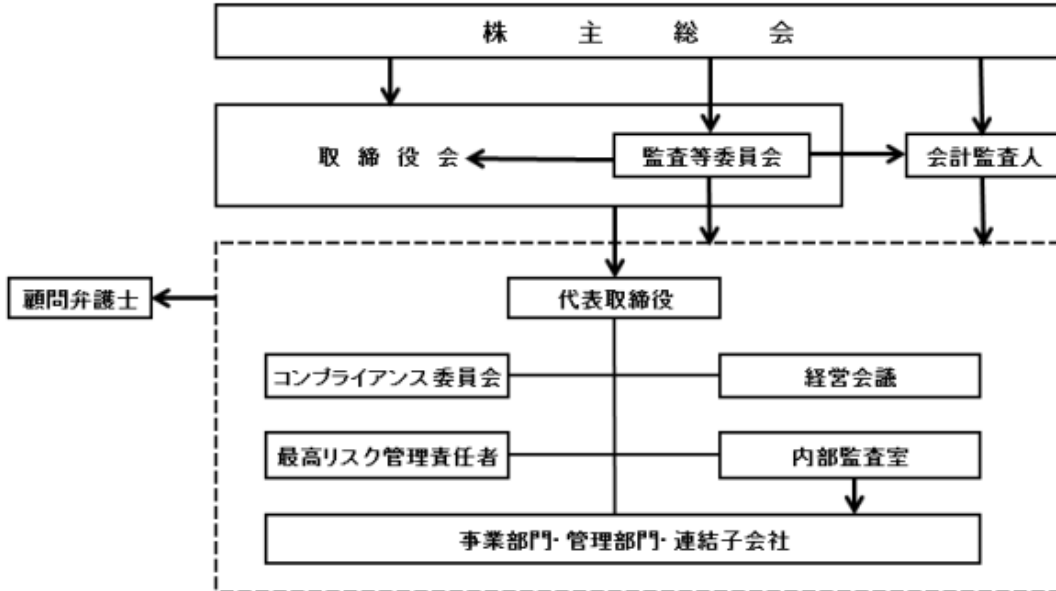 株主総会
取締役会
監査等委員会
会計監査人
顧問弁護士
代表取締役
コンプライアンス委員会
経営会議
最高リスク管理責任者
内部監査室
事業部門・管理部門・連結子会社